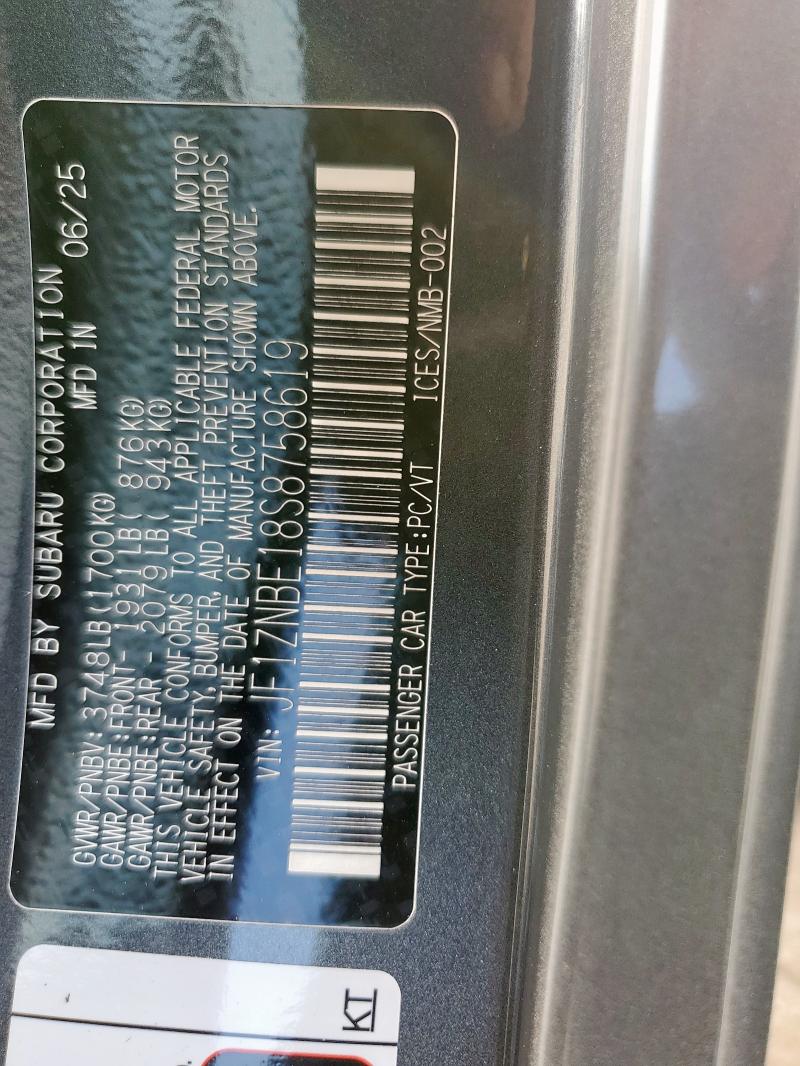 MFD BY SUBARU CORPORATION
MFD IN 06/25
GVWR/PNBV: 3748LB(1700KG)
GAWR/PNBE:FRONT- 1931LB( 876KG)
GAWR/PNBE:REAR - 2079LB( 943KG)
THIS VEHICLE CONFORMS TO ALL APPLICABLE FEDERAL MOTOR
VEHICLE SAFETY, BUMPER, AND THEFT PREVENTION STANDARDS
IN EFFECT ON THE DATE OF MANUFACTURE SHOWN ABOVE.
VIN: JF1ZNBE18S8758619
PASSENGER CAR TYPE:PC/VT ICES/NMB-002
KT